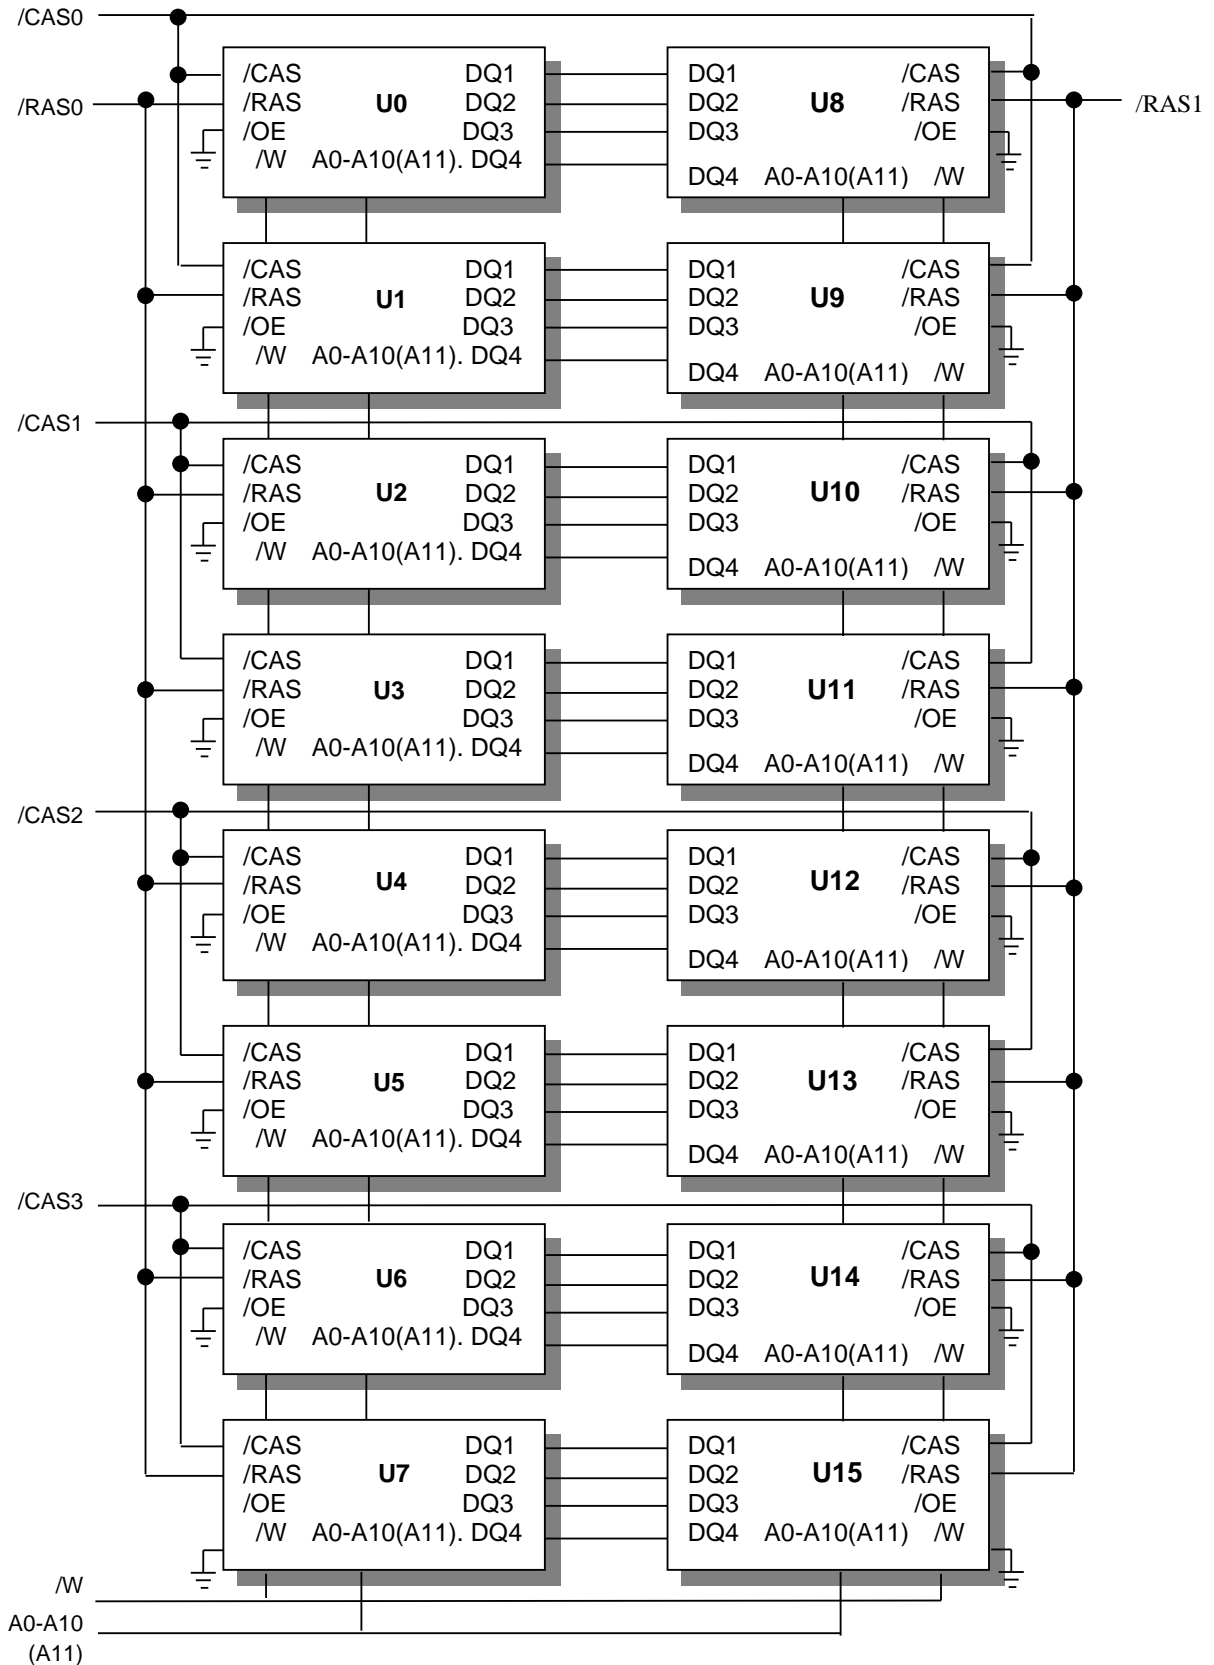 /CAS0
/CAS DQ1 DQ1 /CAS
/RAS0 /RAS U0 DQ2 DQ2 U8 /RAS /RAS1
/OE DQ3 DQ3 /OE
/W A0-A10(A11). DQ4
DQ4 A0-A10(A11) /W
/CAS DQ1 DQ1 /CAS
/RAS U1 DQ2 DQ2 U9 /RAS
/OE DQ3 DQ3 /OE
/W A0-A10(A11). DQ4
DQ4 A0-A10(A11) /W
/CAS1
/CAS DQ1 DQ1 /CAS
/RAS U2 DQ2 DQ2 U10 /RAS
/OE DQ3 DQ3 /OE
/W A0-A10(A11). DQ4
DQ4 A0-A10(A11) /W
/CAS DQ1 DQ1 /CAS
/RAS U3 DQ2 DQ2 U11 /RAS
/OE DQ3 DQ3 /OE
/W A0-A10(A11). DQ4
DQ4 A0-A10(A11) /W
/CAS2
/CAS DQ1 DQ1 /CAS
/RAS U4 DQ2 DQ2 U12 /RAS
/OE DQ3 DQ3 /OE
/W A0-A10(A11). DQ4
DQ4 A0-A10(A11) /W
/CAS DQ1 DQ1 /CAS
/RAS U5 DQ2 DQ2 U13 /RAS
/OE DQ3 DQ3 /OE
/W A0-A10(A11). DQ4
DQ4 A0-A10(A11) /W
/CAS3
/CAS DQ1 DQ1 /CAS
/RAS U6 DQ2 DQ2 U14 /RAS
/OE DQ3 DQ3 /OE
/W A0-A10(A11). DQ4
DQ4 A0-A10(A11) /W
/CAS DQ1 DQ1 /CAS
/RAS U7 DQ2 DQ2 U15 /RAS
/OE DQ3 DQ3 /OE
/W A0-A10(A11). DQ4 DQ4 A0-A10(A11) /W
/W
A0-A10
(A11)